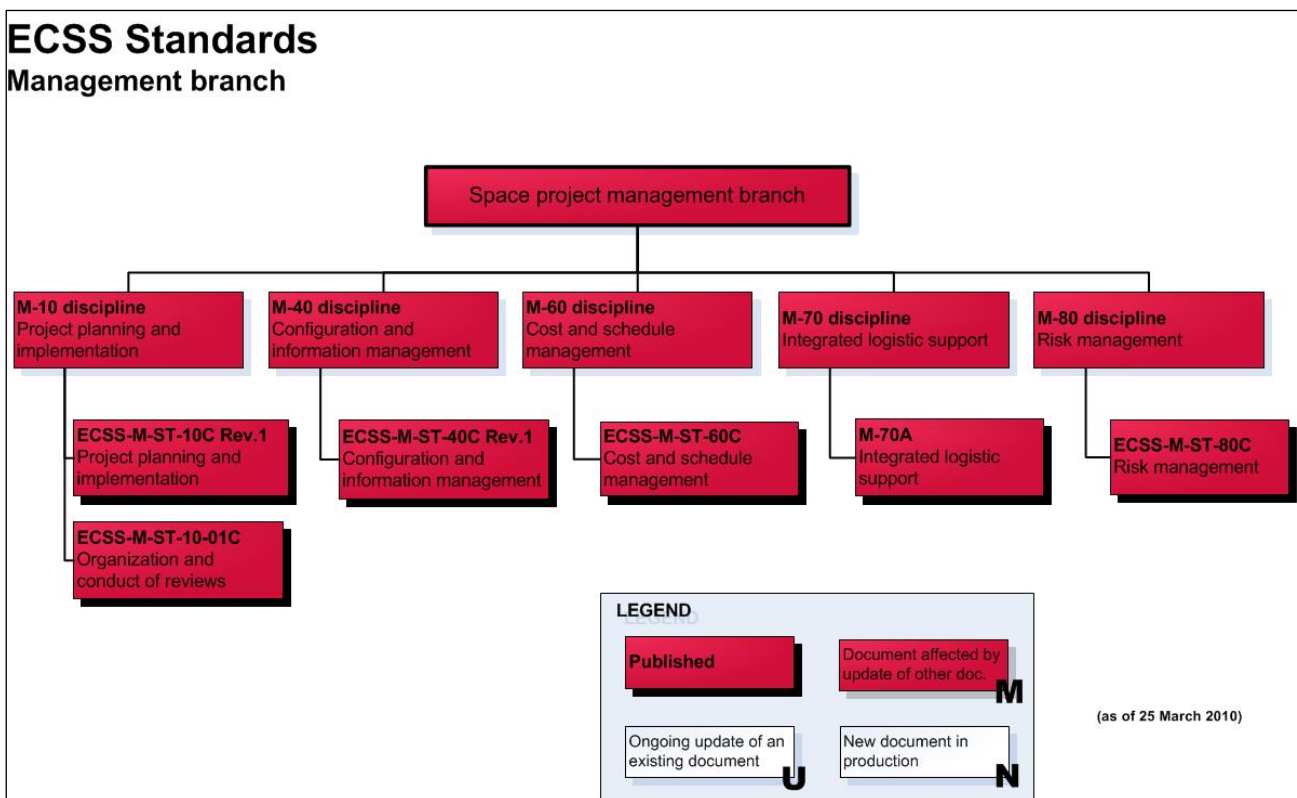 ECSS Standards
Management branch
Space project management branch
M-10 discipline
Project planning and
implementation
M-40 discipline
Configuration and
information management
M-60 discipline
Cost and schedule
management
M-70 discipline
Integrated logistic support
M-80 discipline
Risk management
ECSS-M-ST-10C Rev.1
Project planning and
implementation
ECSS-M-ST-40C Rev.1
Configuration and
information management
ECSS-M-ST-60C
Cost and schedule
management
M-70A
Integrated logistic
support
ECSS-M-ST-80C
Risk management
ECSS-M-ST-10-01C
Organization and
conduct of reviews
LEGEND
Published
Document affected by
update of other doc.
M
Ongoing update of an
existing document
U
New document in
production
N
(as of 25 March 2010)